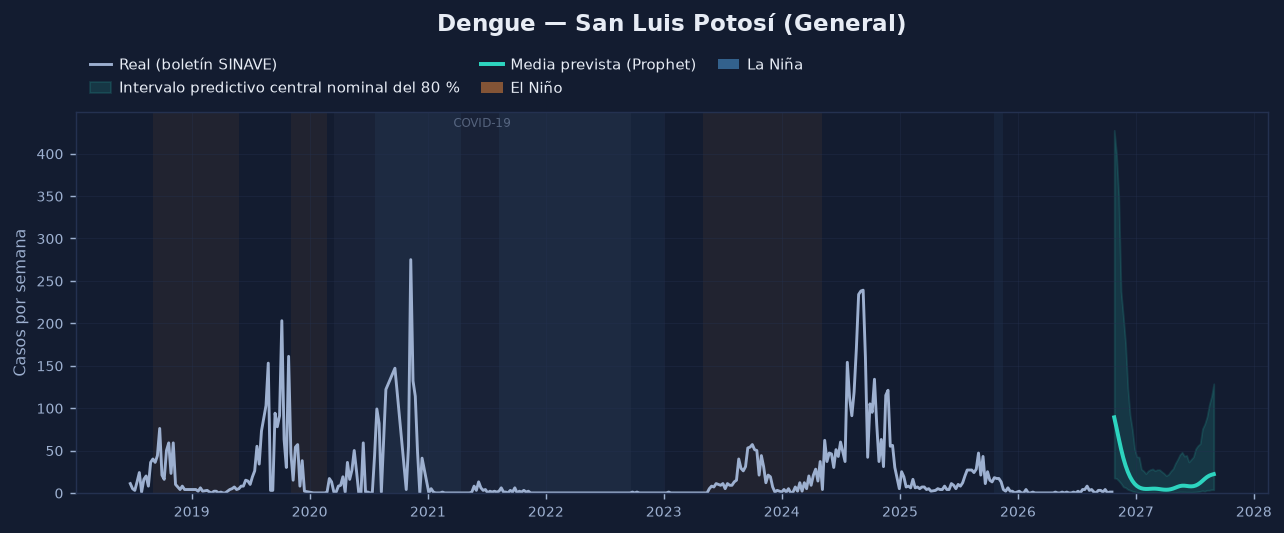 Dengue — San Luis Potosí (General)
Real (boletín SINAVE)
Intervalo predictivo central nominal del 80 %
Media prevista (Prophet)
El Niño
La Niña
COVID-19
Casos por semana
400
350
300
250
200
150
100
50
0
2019 2020 2021 2022 2023 2024 2025 2026 2027 2028